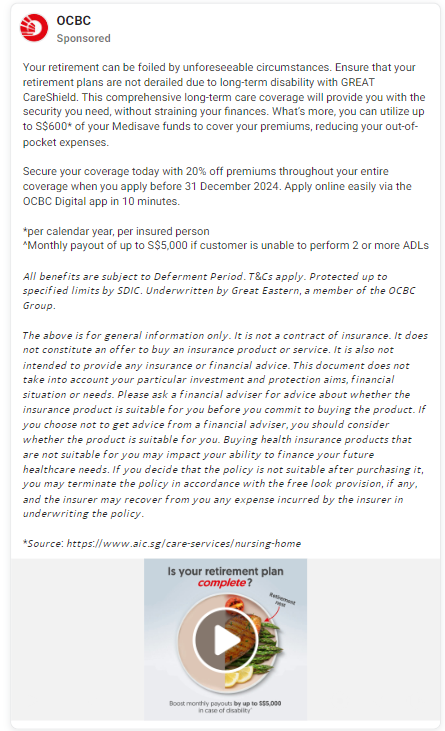 OCBC
Sponsored
Your retirement can be foiled by unforeseeable circumstances. Ensure that your
retirement plans are not derailed due to long-term disability with GREAT
CareShield. This comprehensive long-term care coverage will provide you with the
security you need, without straining your finances. What's more, you can utilize up
to S$600* of your Medisave funds to cover your premiums, reducing your out-of-
pocket expenses.
Secure your coverage today with 20% off premiums throughout your entire
coverage when you apply before 31 December 2024. Apply online easily via the
OCBC Digital app in 10 minutes.
*per calendar year, per insured person
^Monthly payout of up to S$5,000 if customer is unable to perform 2 or more ADLs
All benefits are subject to Deferment Period. T&Cs apply. Protected up to
specified limits by SDIC. Underwritten by Great Eastern, a member of the OCBC
Group.
The above is for general information only. It is not a contract of insurance. It does
not constitute an offer to buy an insurance product or service. It is also not
intended to provide any insurance or financial advice. This document does not
take into account your particular investment and protection aims, financial
situation or needs. Please ask a financial adviser for advice about whether the
insurance product is suitable for you before you commit to buying the product. If
you choose not to get advice from a financial adviser, you should consider
whether the product is suitable for you. Buying health insurance products that
are not suitable for you may impact your ability to finance your future
healthcare needs. If you decide that the policy is not suitable after purchasing it,
you may terminate the policy in accordance with the free look provision, if any,
and the insurer may recover from you any expense incurred by the insurer in
underwriting the policy.
*Source: https://www.aic.sg/care-services/nursing-home
Is your retirement plan
complete?
Retirement
nest
Boost monthly payouts by up to S$5,000
in case of disability^